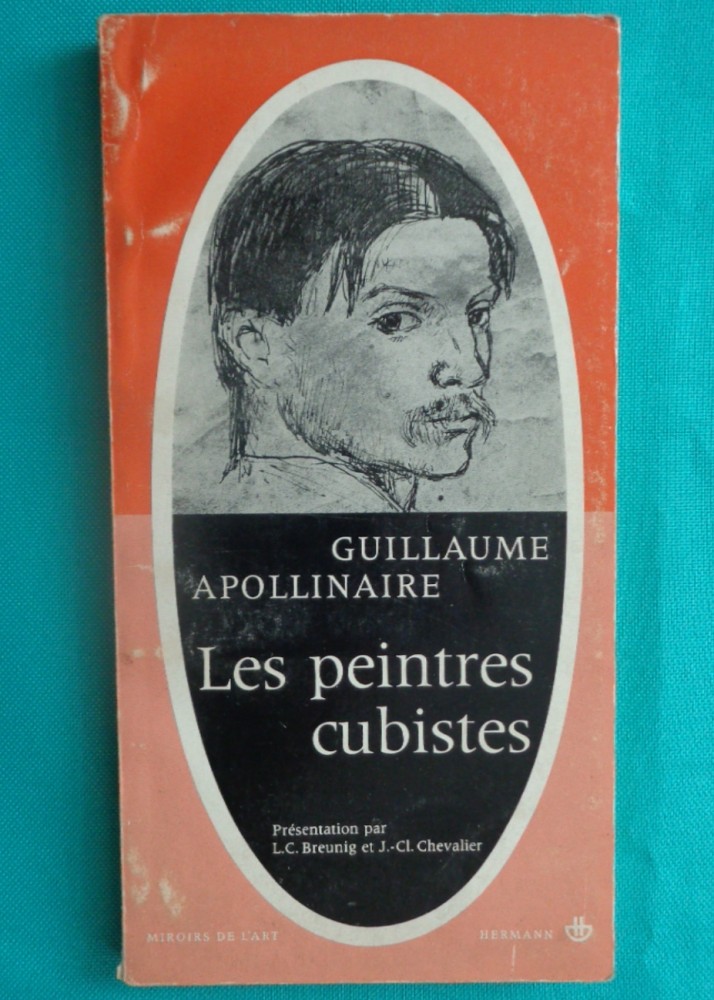 GUILLAUME
APOLLINAIRE
Les peintres
cubistes
Présentation par
L.C. Breunig et J.-Cl. Chevalier
MIROIRS DE L'ART
HERMANN